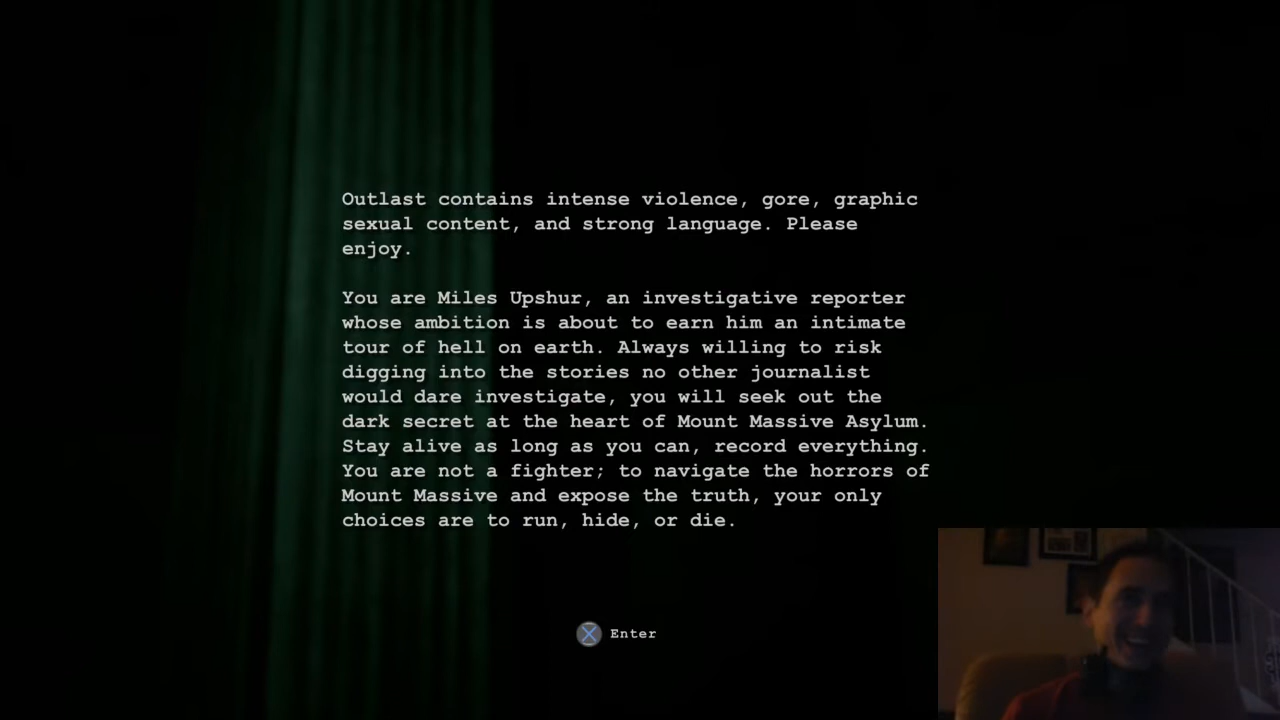 Outlast contains intense violence, gore, graphic
sexual content, and strong language. Please
enjoy.
You are Miles Upshur, an investigative reporter
whose ambition is about to earn him an intimate
tour of hell on earth. Always willing to risk
digging into the stories no other journalist
would dare investigate, you will seek out the
dark secret at the heart of Mount Massive Asylum.
Stay alive as long as you can, record everything.
You are not a fighter; to navigate the horrors of
Mount Massive and expose the truth, your only
choices are to run, hide, or die.
Enter